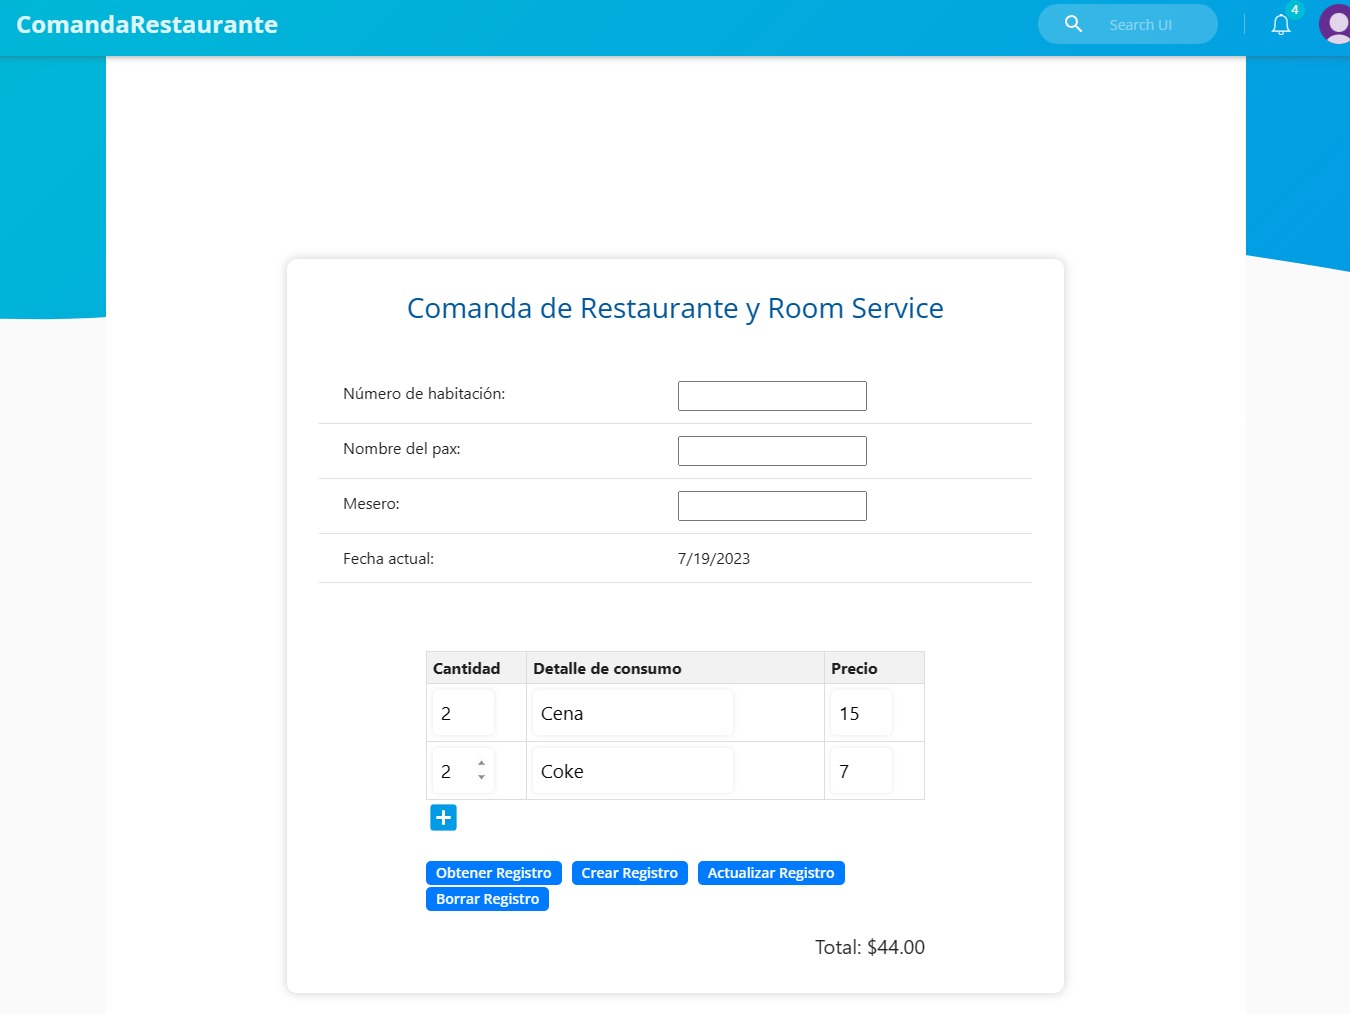 ComandaRestaurante
Search UI
4
Comanda de Restaurante y Room Service
Número de habitación:
Nombre del pax:
Mesero:
Fecha actual: 7/19/2023
Cantidad Detalle de consumo Precio
2 Cena 15
2 Coke 7
Obtener Registro Crear Registro Actualizar Registro
Borrar Registro
Total: $44.00